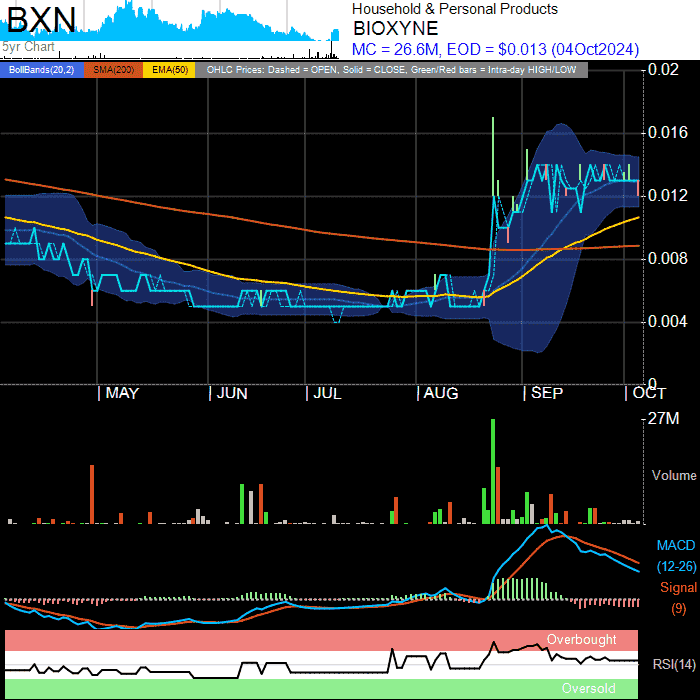 BXN
5yr Chart
Household & Personal Products
BIOXYNE
MC = 26.6M, EOD = $0.013 (04Oct2024)
BollBands(20,2) SMA(200) EMA(50) OHLC Prices: Dashed = OPEN, Solid = CLOSE, Green/Red bars = Intra-day HIGH/LOW
0.02
0.016
0.012
0.008
0.004
0
MAY JUN JUL AUG SEP OCT
27M
Volume
MACD
(12-26)
Signal
(9)
Overbought
RSI(14)
Oversold